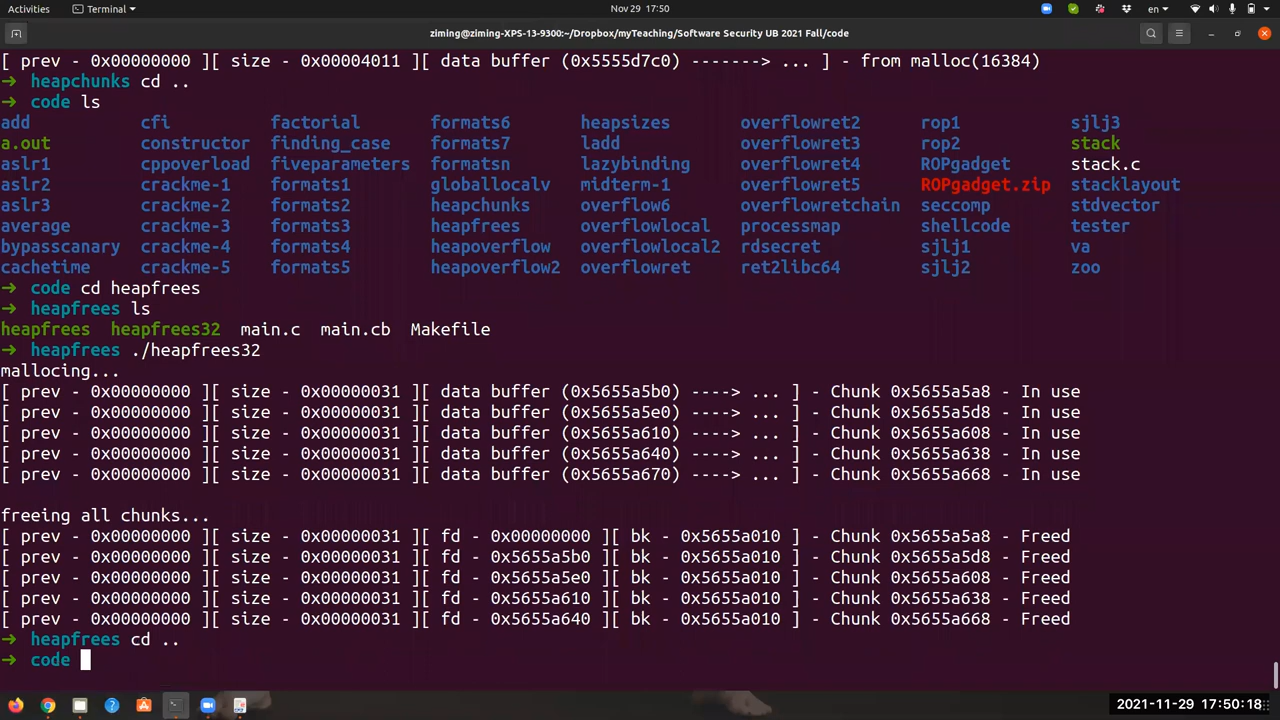 Activities Terminal Nov 29 17:50 en
ziming@ziming-XPS-13-9300:~/Dropbox/myTeaching/Software Security UB 2021 Fall/code
[ prev - 0x00000000 ][ size - 0x00004011 ][ data buffer (0x5555d7c0) -------> ... ] - from malloc(16384)
➜ heapchunks cd ..
➜ code ls
add cfi factorial formats6 heapsizes overflowret2 rop1 sjlj3
a.out constructor finding_case formats7 ladd overflowret3 rop2 stack
aslr1 cppoverload fiveparameters formatsn lazybinding overflowret4 ROPgadget stack.c
aslr2 crackme-1 formats1 globallocalv midterm-1 overflowret5 ROPgadget.zip stacklayout
aslr3 crackme-2 formats2 heapchunks overflow6 overflowretchain seccomp stdvector
average crackme-3 formats3 heapfrees overflowlocal processmap shellcode tester
bypasscanary crackme-4 formats4 heapoverflow overflowlocal2 rdsecret sjlj1 va
cachetime crackme-5 formats5 heapoverflow2 overflowret ret2libc64 sjlj2 zoo
➜ code cd heapfrees
➜ heapfrees ls
heapfrees heapfrees32 main.c main.cb Makefile
➜ heapfrees ./heapfrees32
mallocing...
[ prev - 0x00000000 ][ size - 0x00000031 ][ data buffer (0x5655a5b0) ----> ... ] - Chunk 0x5655a5a8 - In use
[ prev - 0x00000000 ][ size - 0x00000031 ][ data buffer (0x5655a5e0) ----> ... ] - Chunk 0x5655a5d8 - In use
[ prev - 0x00000000 ][ size - 0x00000031 ][ data buffer (0x5655a610) ----> ... ] - Chunk 0x5655a608 - In use
[ prev - 0x00000000 ][ size - 0x00000031 ][ data buffer (0x5655a640) ----> ... ] - Chunk 0x5655a638 - In use
[ prev - 0x00000000 ][ size - 0x00000031 ][ data buffer (0x5655a670) ----> ... ] - Chunk 0x5655a668 - In use
freeing all chunks...
[ prev - 0x00000000 ][ size - 0x00000031 ][ fd - 0x00000000 ][ bk - 0x5655a010 ] - Chunk 0x5655a5a8 - Freed
[ prev - 0x00000000 ][ size - 0x00000031 ][ fd - 0x5655a5b0 ][ bk - 0x5655a010 ] - Chunk 0x5655a5d8 - Freed
[ prev - 0x00000000 ][ size - 0x00000031 ][ fd - 0x5655a5e0 ][ bk - 0x5655a010 ] - Chunk 0x5655a608 - Freed
[ prev - 0x00000000 ][ size - 0x00000031 ][ fd - 0x5655a610 ][ bk - 0x5655a010 ] - Chunk 0x5655a638 - Freed
[ prev - 0x00000000 ][ size - 0x00000031 ][ fd - 0x5655a640 ][ bk - 0x5655a010 ] - Chunk 0x5655a668 - Freed
➜ heapfrees cd ..
➜ code
2021-11-29 17:50:18